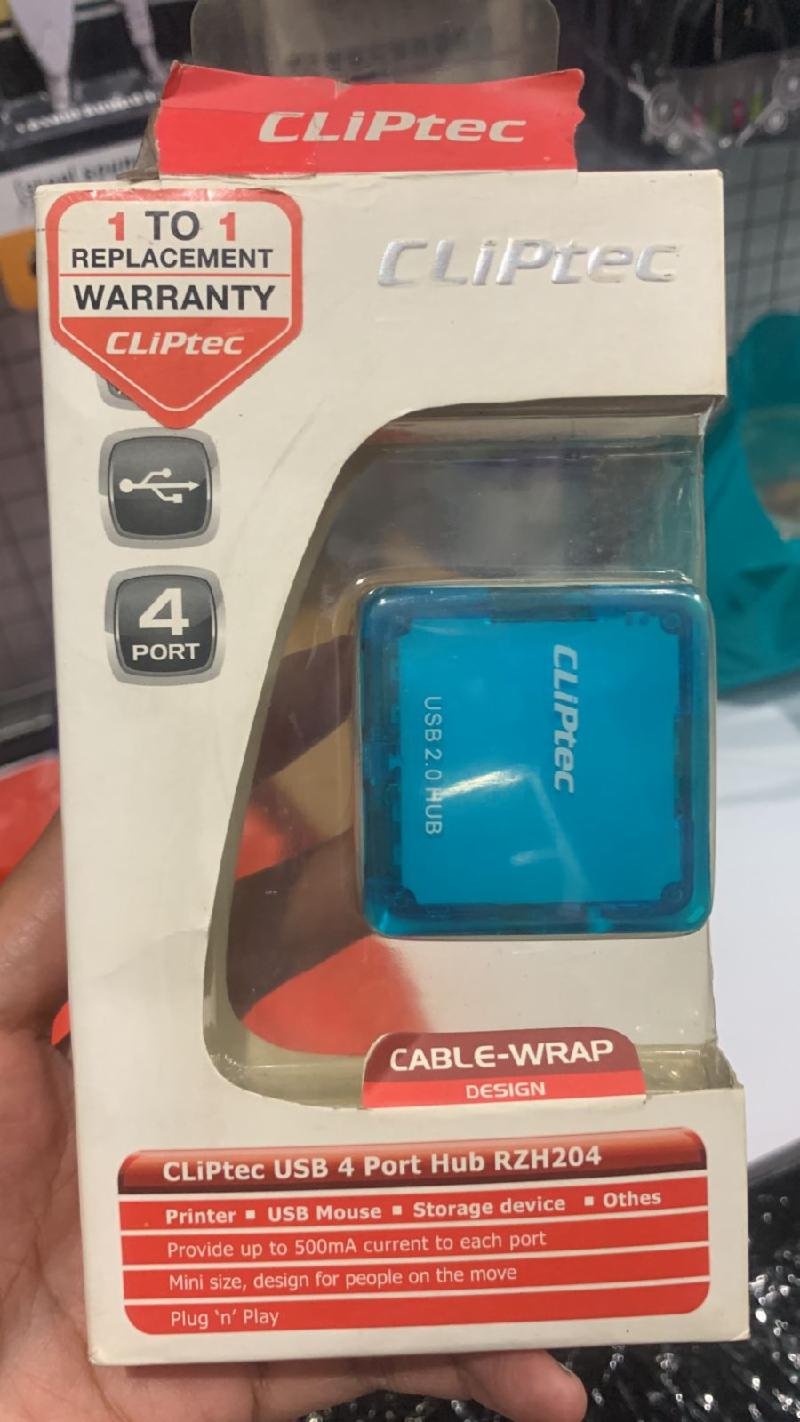 CLiPtec
1 TO 1
REPLACEMENT
WARRANTY
CLiPtec
CLiPtec
4
PORT
CLiPtec
USB 2.0 HUB
CABLE-WRAP
DESIGN
CLiPtec USB 4 Port Hub RZH204
Printer ▪ USB Mouse ▪ Storage device ▪ Othes
Provide up to 500mA current to each port
Mini size, design for people on the move
Plug 'n' Play